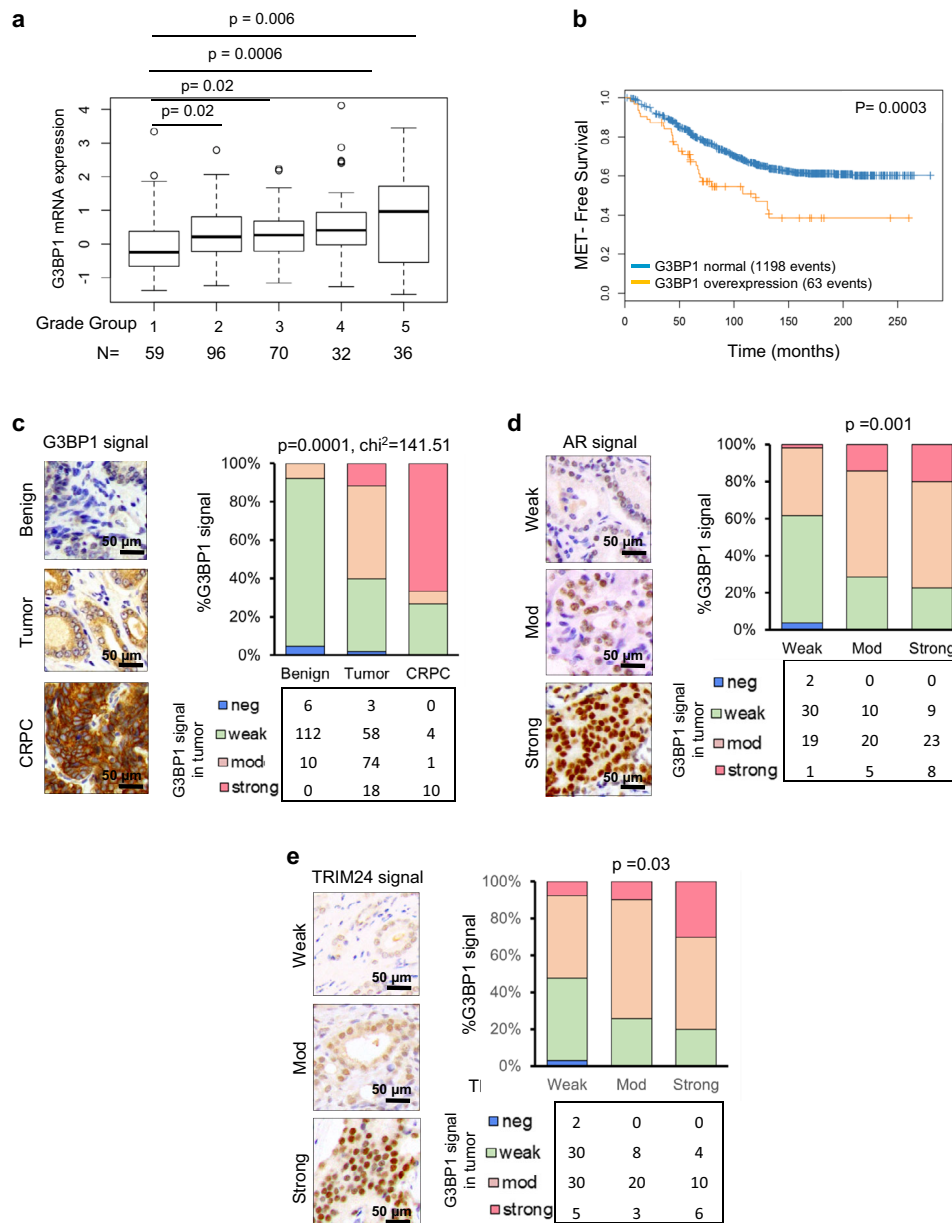 a
p = 0.006
p = 0.0006
p= 0.02
p= 0.02
G3BP1 mRNA expression
4
3
2
1
0
-1
Grade Group 1 2 3 4 5
N= 59 96 70 32 36
b
P= 0.0003
MET- Free Survival
1.0
0.8
0.6
0.4
0.2
0.0
G3BP1 normal (1198 events)
G3BP1 overexpression (63 events)
0 50 100 150 200 250
Time (months)
c
G3BP1 signal
Benign
50 µm
Tumor
50 µm
CRPC
50 µm
p=0.0001, chi²=141.51
%G3BP1 signal
100%
80%
60%
40%
20%
0%
Benign Tumor CRPC
G3BP1 signal
in tumor
neg 6 3 0
weak 112 58 4
mod 10 74 1
strong 0 18 10
d
AR signal
Weak
50 µm
Mod
50 µm
Strong
50 µm
p =0.001
%G3BP1 signal
100%
80%
60%
40%
20%
0%
Weak Mod Strong
G3BP1 signal
in tumor
neg 2 0 0
weak 30 10 9
mod 19 20 23
strong 1 5 8
e
TRIM24 signal
Weak
50 µm
Mod
50 µm
Strong
50 µm
p =0.03
%G3BP1 signal
100%
80%
60%
40%
20%
0%
Weak Mod Strong
G3BP1 signal
in tumor
neg 2 0 0
weak 30 8 4
mod 30 20 10
strong 5 3 6